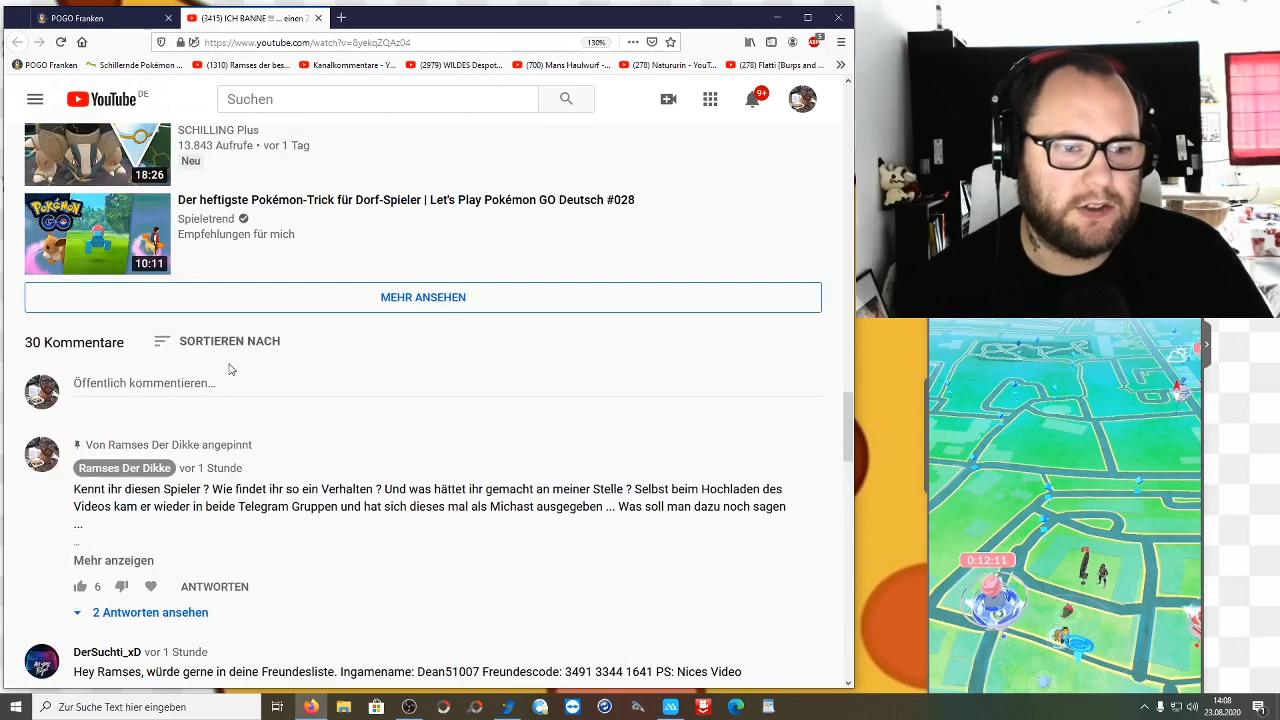 POGO Franken
(3415) ICH BANNE !!! ... einen
https://www.youtube.com/watch?v=8yekqZQAz04
130%
5
POGO Franken
Schillernde Pokémon ...
(1310) Ramses der bes...
Kanalkommentare - Y...
(2979) WILDES Despot...
(700) Mans Haulwurf - ...
(278) Natururin - YouT...
(278) Flatti [Burps and ...
YouTube DE
Suchen
9+
SCHILLING Plus
13.843 Aufrufe • vor 1 Tag
Neu
18:26
Der heftigste Pokémon-Trick für Dorf-Spieler | Let's Play Pokémon GO Deutsch #028
Spieletrend
Empfehlungen für mich
POKÉMON
GO
10:11
MEHR ANSEHEN
30 Kommentare
SORTIEREN NACH
Öffentlich kommentieren...
Von Ramses Der Dikke angepinnt
Ramses Der Dikke vor 1 Stunde
Kennt ihr diesen Spieler ? Wie findet ihr so ein Verhalten ? Und was hättet ihr gemacht an meiner Stelle ? Selbst beim Hochladen des
Videos kam er wieder in beide Telegram Gruppen und hat sich dieses mal als Michast ausgegeben ... Was soll man dazu noch sagen
...
...
Mehr anzeigen
6
ANTWORTEN
2 Antworten ansehen
DerSuchti_xD vor 1 Stunde
Hey Ramses, würde gerne in deine Freundesliste. Ingamename: Dean51007 Freundescode: 3491 3344 1641 PS: Nices Video
0:12:11
Zur Suche Text hier eingeben
14:08
23.08.2020